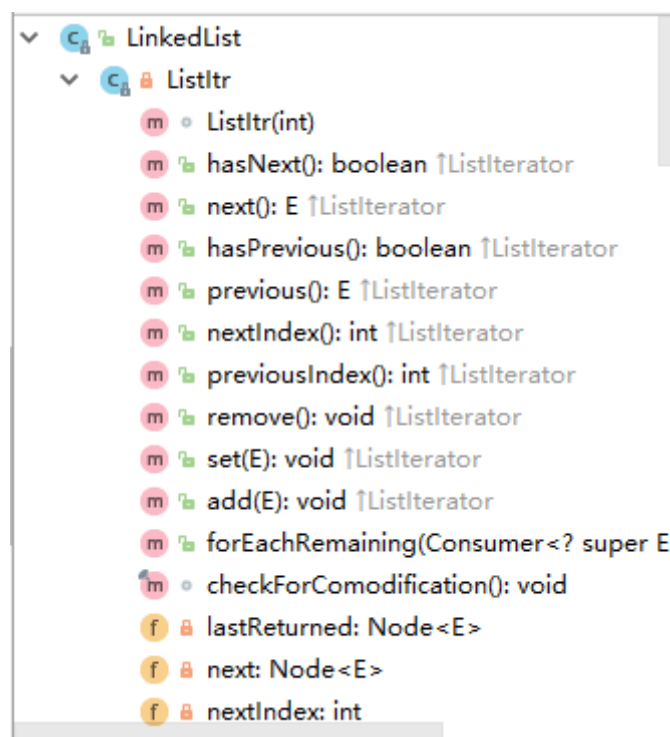 LinkedList
ListItr
ListItr(int)
hasNext(): boolean ↑ListIterator
next(): E ↑ListIterator
hasPrevious(): boolean ↑ListIterator
previous(): E ↑ListIterator
nextIndex(): int ↑ListIterator
previousIndex(): int ↑ListIterator
remove(): void ↑ListIterator
set(E): void ↑ListIterator
add(E): void ↑ListIterator
forEachRemaining(Consumer<? super E
checkForComodification(): void
lastReturned: Node<E>
next: Node<E>
nextIndex: int